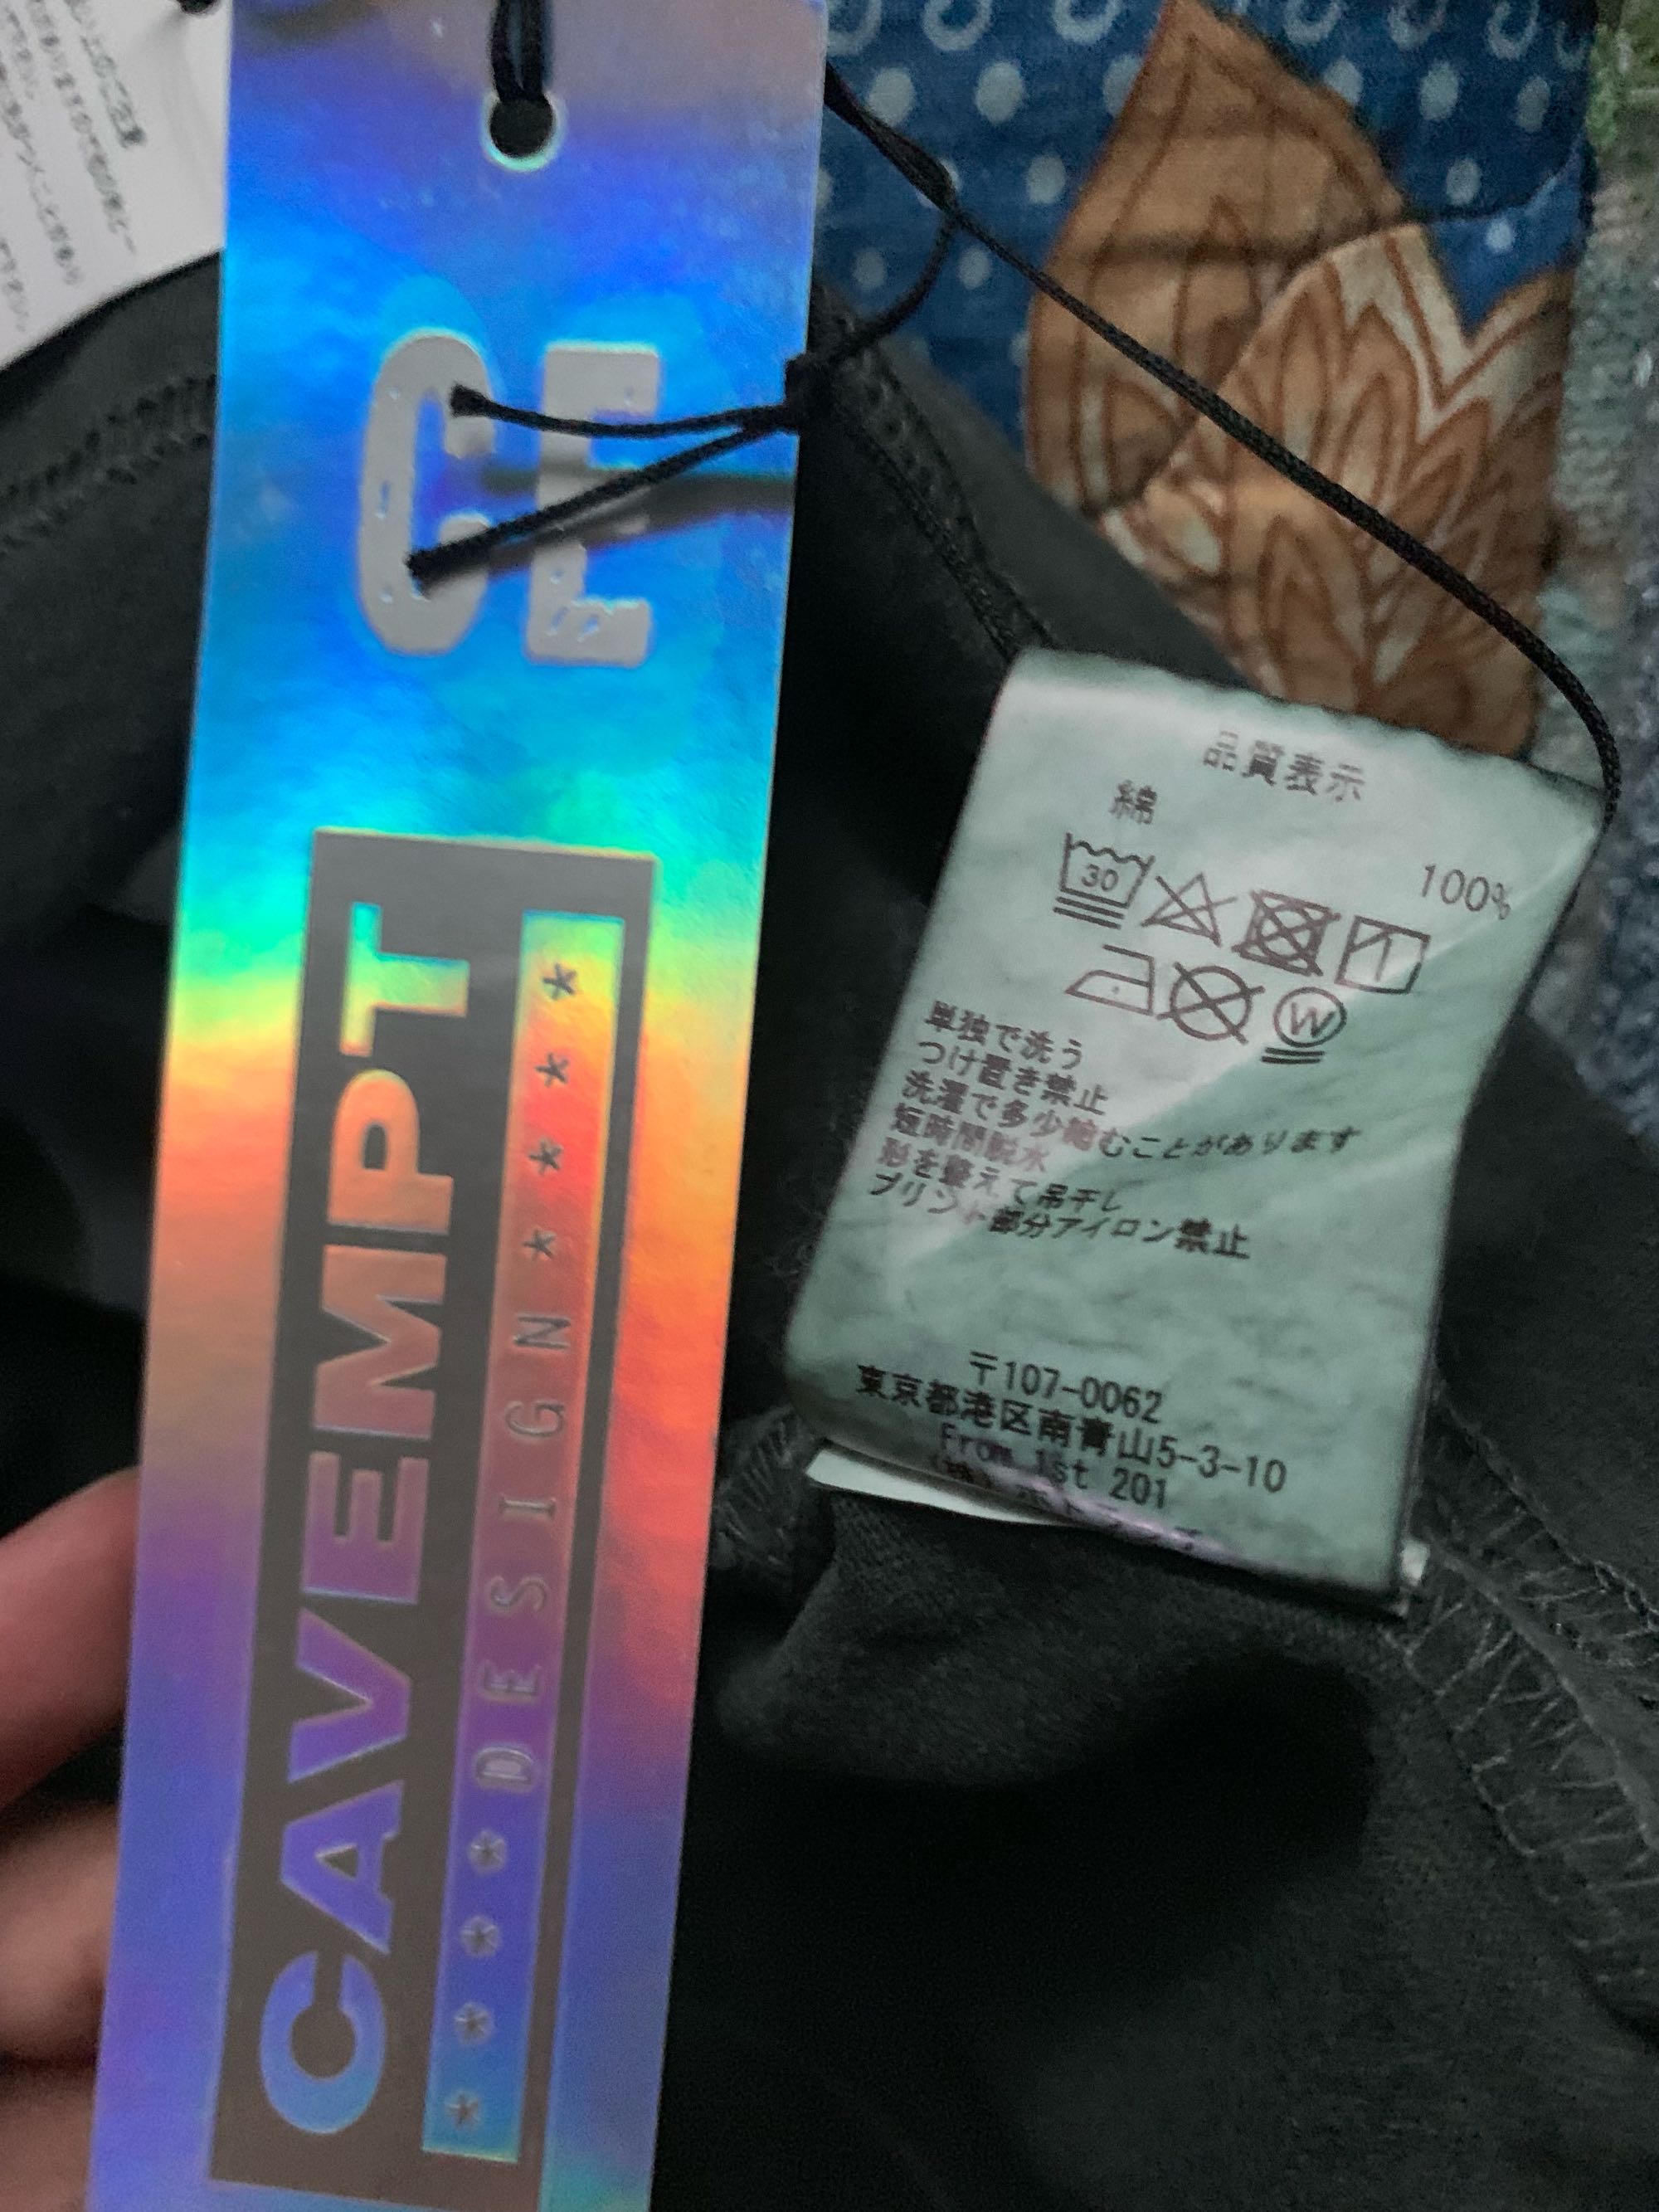 CE
CAVEMPT
****DESIGN****
品質表示
綿
100%
30
W
単独で洗う
つけ置き禁止
洗濯で多少縮むことがあります
短時間脱水
形を整えて吊干し
プリント部分アイロン禁止
〒107-0062
東京都港区南青山5-3-10
From 1st 201